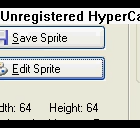 Unregistered HyperCa
Save Sprite
Edit Sprite
dth: 64 Height: 64